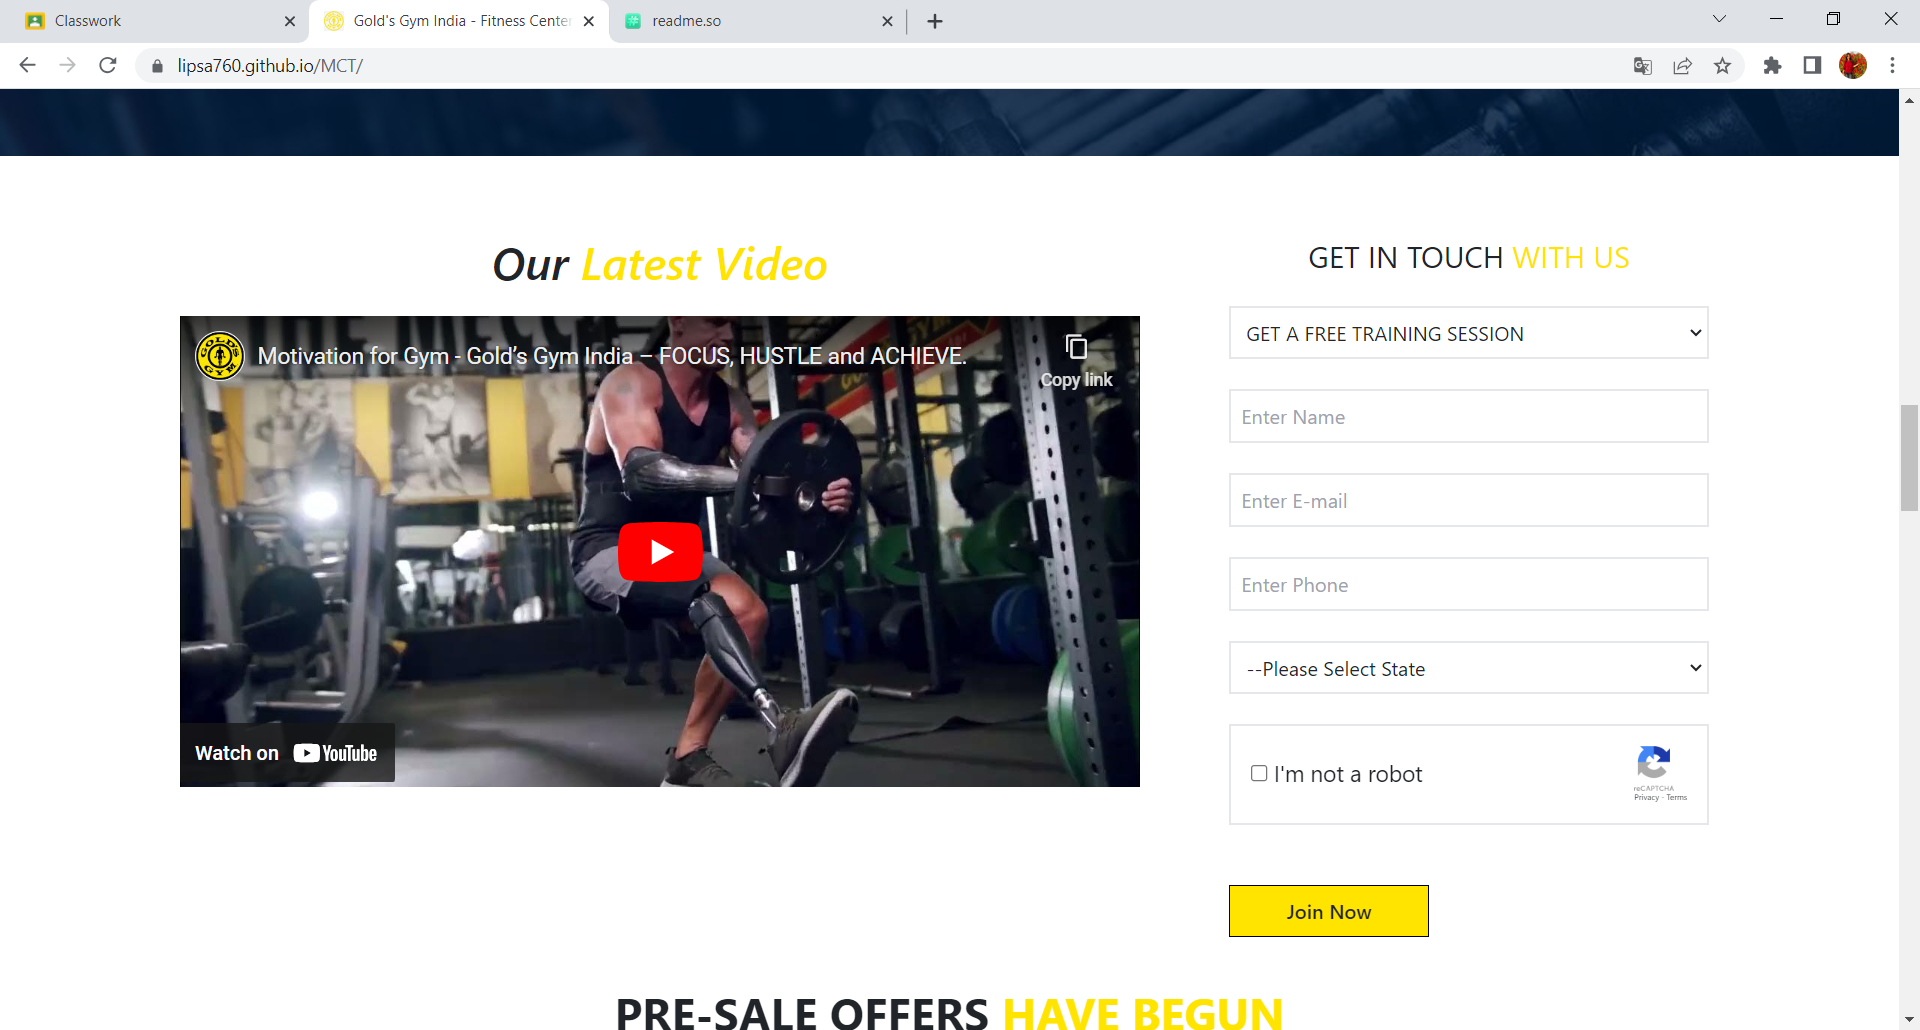 Classwork
Gold's Gym India - Fitness Cente
readme.so
lipsa760.github.io/MCT/
Our Latest Video
GOLD'S GYM
Motivation for Gym - Gold’s Gym India – FOCUS, HUSTLE and ACHIEVE.
Copy link
Watch on YouTube
GET IN TOUCH WITH US
GET A FREE TRAINING SESSION
Enter Name
Enter E-mail
Enter Phone
--Please Select State
I'm not a robot
reCAPTCHA
Privacy - Terms
Join Now
PRE-SALE OFFERS HAVE BEGUN